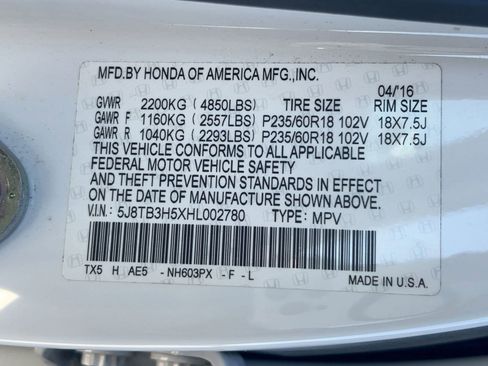 MFD.BY HONDA OF AMERICA MFG.,INC.
04/16
GVWR 2200KG ( 4850LBS) TIRE SIZE RIM SIZE
GAWR F 1160KG ( 2557LBS) P235/60R18 102V 18X7.5J
GAWR R 1040KG ( 2293LBS) P235/60R18 102V 18X7.5J
THIS VEHICLE CONFORMS TO ALL APPLICABLE
FEDERAL MOTOR VEHICLE SAFETY
AND THEFT PREVENTION STANDARDS IN EFFECT
ON THE DATE OF MANUFACTURE SHOWN ABOVE.
V.I.N.: 5J8TB3H5XHL002780 TYPE: MPV
TX5 H AE5 - NH603PX - F - L MADE IN U.S.A.